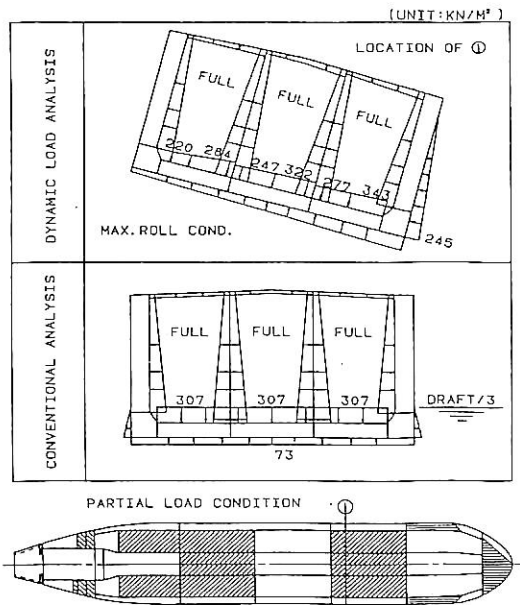 (UNIT:KN/M²)
DYNAMIC LOAD ANALYSIS
LOCATION OF ①
FULL
FULL
FULL
220 284 247 322 277 343
245
MAX.ROLL COND.
CONVENTIONAL ANALYSIS
FULL FULL FULL
307 307 307
DRAFT/3
73
PARTIAL LOAD CONDITION
①